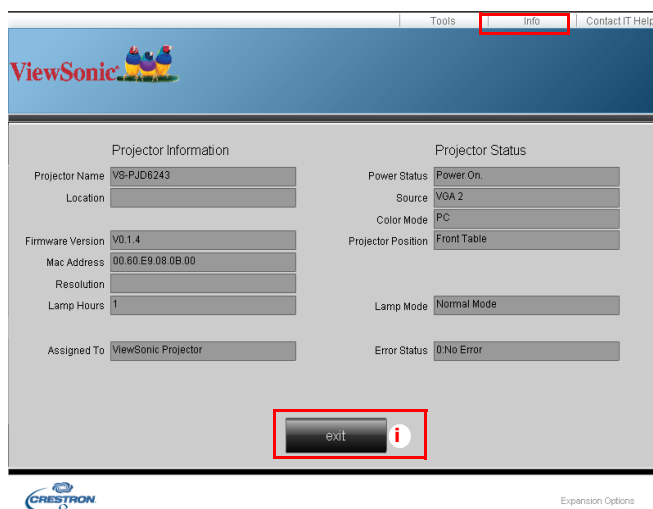 Tools Info Contact IT Help
ViewSonic
Projector Information Projector Status
Projector Name VS-PJD6243 Power Status Power On.
Location Source VGA 2
Color Mode PC
Firmware Version V0.1.4 Projector Position Front Table
Mac Address 00.60.E9.08.0B.00
Resolution
Lamp Hours 1 Lamp Mode Normal Mode
Assigned To ViewSonic Projector Error Status 0:No Error
exit i
CRESTRON Expansion Options